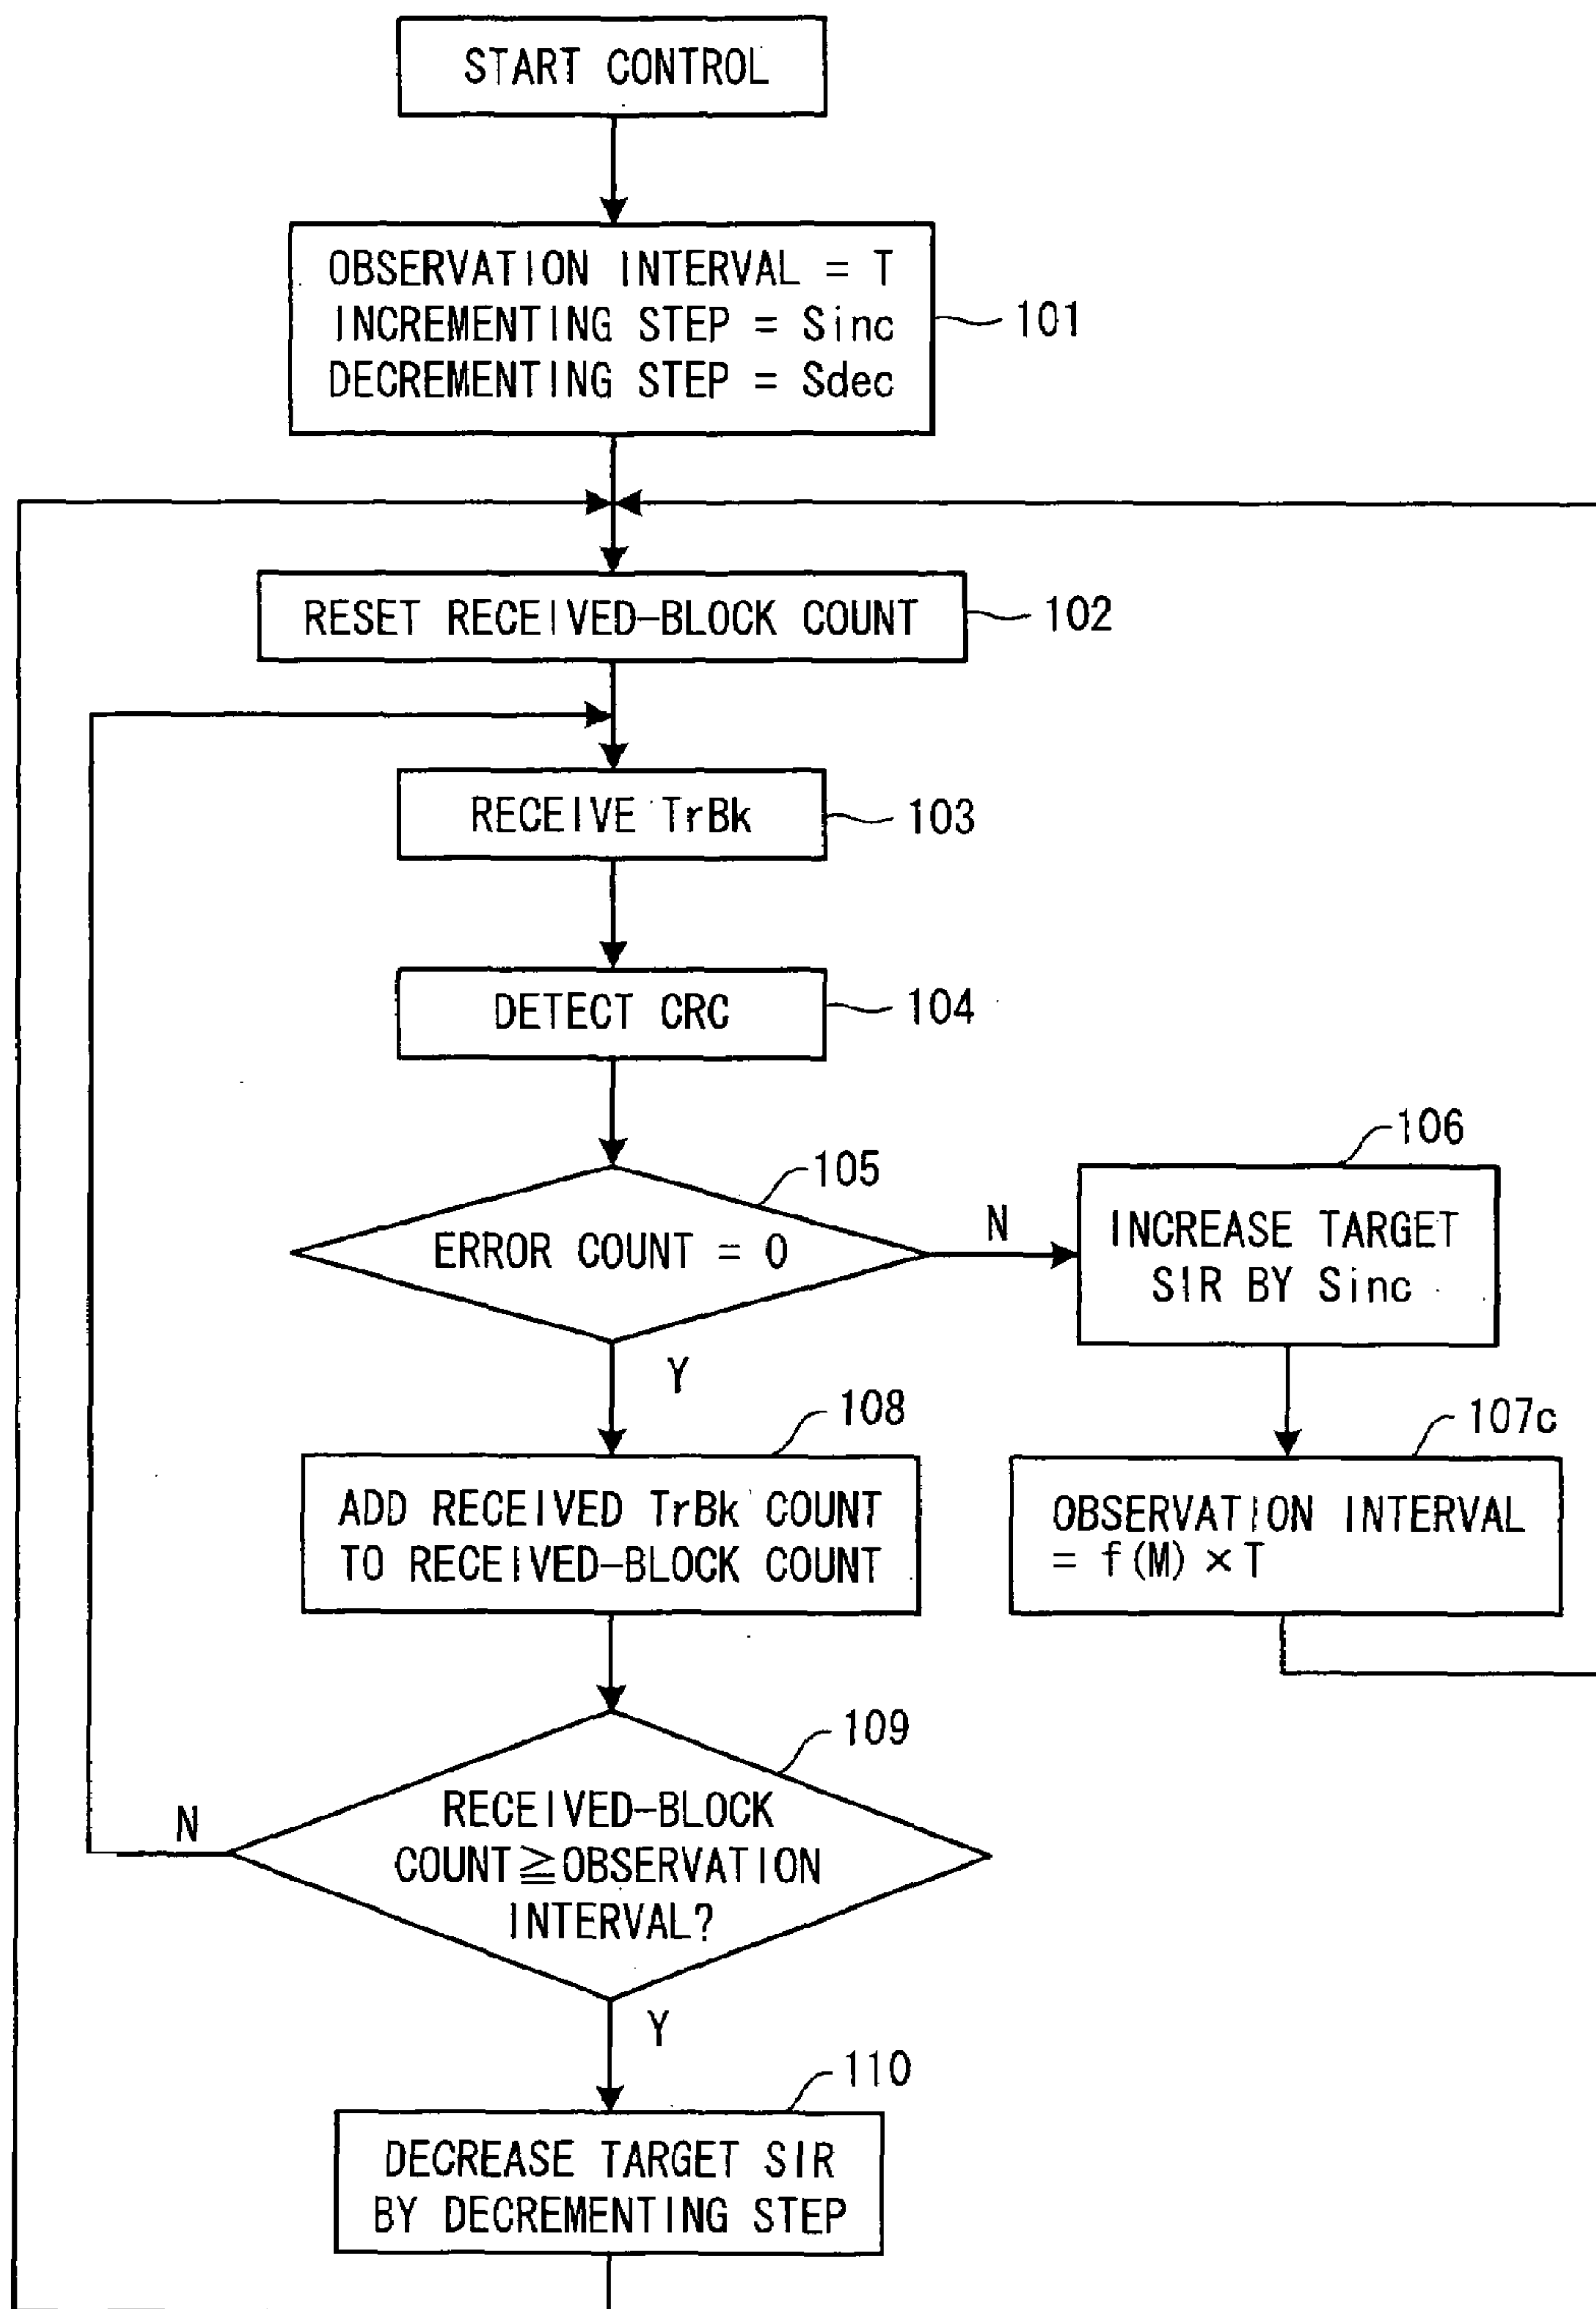 START CONTROL
OBSERVATION INTERVAL = T
INCREMENTING STEP = Sinc
DECREMENTING STEP = Sdec
101
RESET RECEIVED-BLOCK COUNT
102
RECEIVE TrBk
103
DETECT CRC
104
105
ERROR COUNT = 0
N
Y
106
INCREASE TARGET
SIR BY Sinc
107c
OBSERVATION INTERVAL
= f(M) × T
108
ADD RECEIVED TrBk COUNT
TO RECEIVED-BLOCK COUNT
109
RECEIVED-BLOCK
COUNT≧OBSERVATION
INTERVAL?
N
Y
110
DECREASE TARGET SIR
BY DECREMENTING STEP